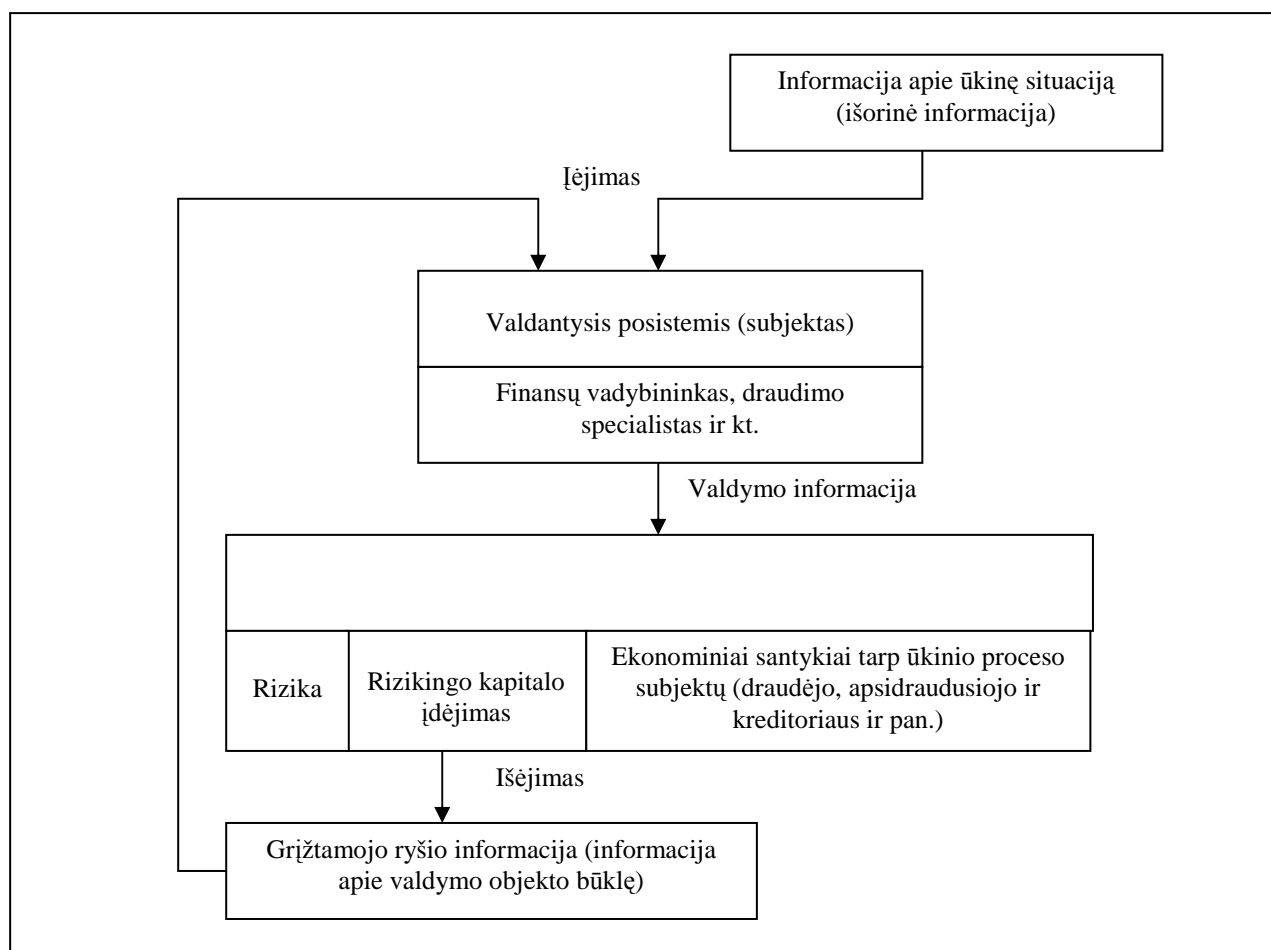 Informacija apie ūkinę situaciją
(išorinė informacija)
Įėjimas
Valdantysis posistemis (subjektas)
Finansų vadybininkas, draudimo
specialistas ir kt.
Valdymo informacija
Rizika
Rizikingo kapitalo
įdėjimas
Ekonominiai santykiai tarp ūkinio proceso
subjektų (draudėjo, apsidraudusiojo ir
kreditoriaus ir pan.)
Išėjimas
Grįžtamojo ryšio informacija (informacija
apie valdymo objekto būklę)